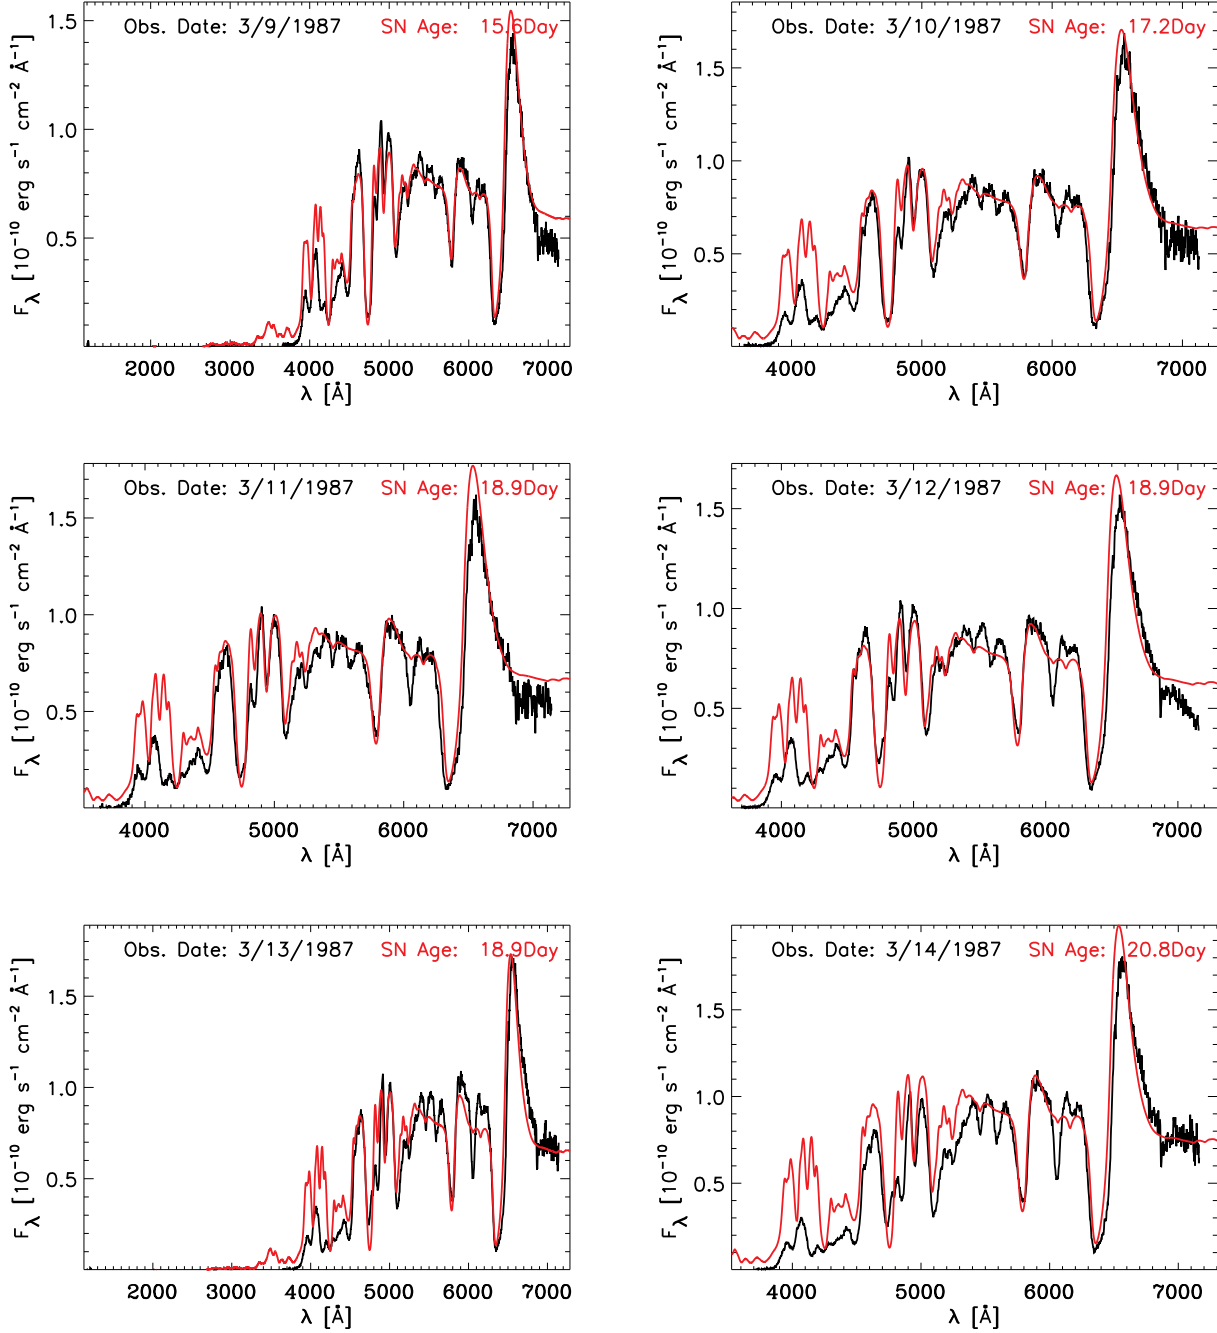 Obs. Date: 3/9/1987 SN Age: 15.6Day
1.5
1.0
0.5
F_λ [10⁻¹⁰ erg s⁻¹ cm⁻² Å⁻¹]
2000 3000 4000 5000 6000 7000
λ [Å]
Obs. Date: 3/10/1987 SN Age: 17.2Day
1.5
1.0
0.5
F_λ [10⁻¹⁰ erg s⁻¹ cm⁻² Å⁻¹]
4000 5000 6000 7000
λ [Å]
Obs. Date: 3/11/1987 SN Age: 18.9Day
1.5
1.0
0.5
F_λ [10⁻¹⁰ erg s⁻¹ cm⁻² Å⁻¹]
4000 5000 6000 7000
λ [Å]
Obs. Date: 3/12/1987 SN Age: 18.9Day
1.5
1.0
0.5
F_λ [10⁻¹⁰ erg s⁻¹ cm⁻² Å⁻¹]
4000 5000 6000 7000
λ [Å]
Obs. Date: 3/13/1987 SN Age: 18.9Day
1.5
1.0
0.5
F_λ [10⁻¹⁰ erg s⁻¹ cm⁻² Å⁻¹]
2000 3000 4000 5000 6000 7000
λ [Å]
Obs. Date: 3/14/1987 SN Age: 20.8Day
1.5
1.0
0.5
F_λ [10⁻¹⁰ erg s⁻¹ cm⁻² Å⁻¹]
4000 5000 6000 7000
λ [Å]